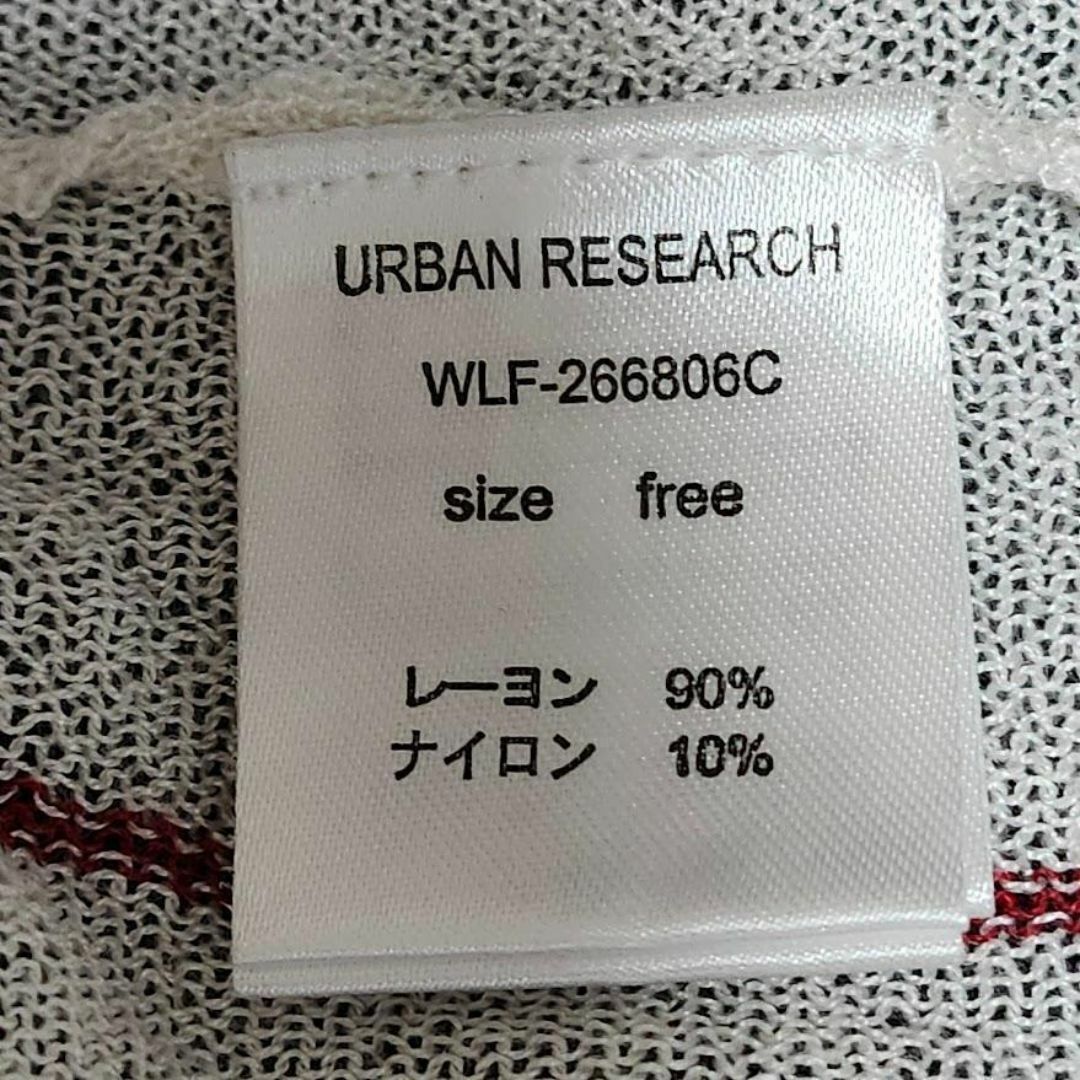 URBAN RESEARCH
WLF-266806C
size free
レーヨン 90%
ナイロン 10%